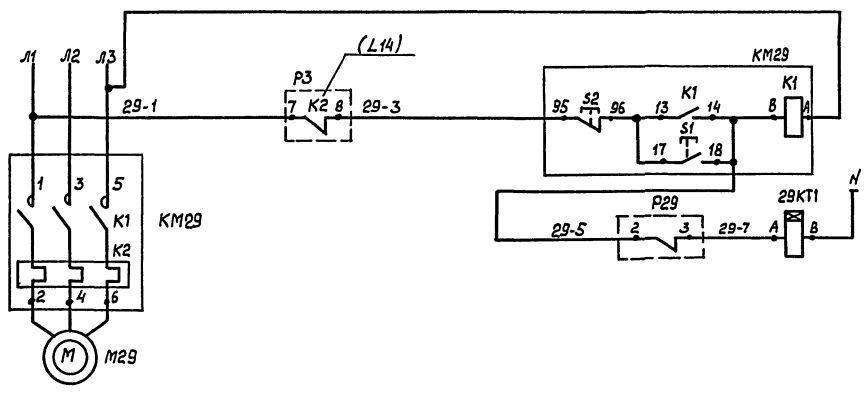 (L14)
Л1 Л2 Л3
КМ29
Р3
К2
29-1
7 8
29-3
95 S2 96
13 К1 14
S1
17 18
К1
В А
1 3 5
К1
КМ29
К2
2 4 6
М
М29
29-5
Р29
2 3
29-7
29КТ1
А В
N